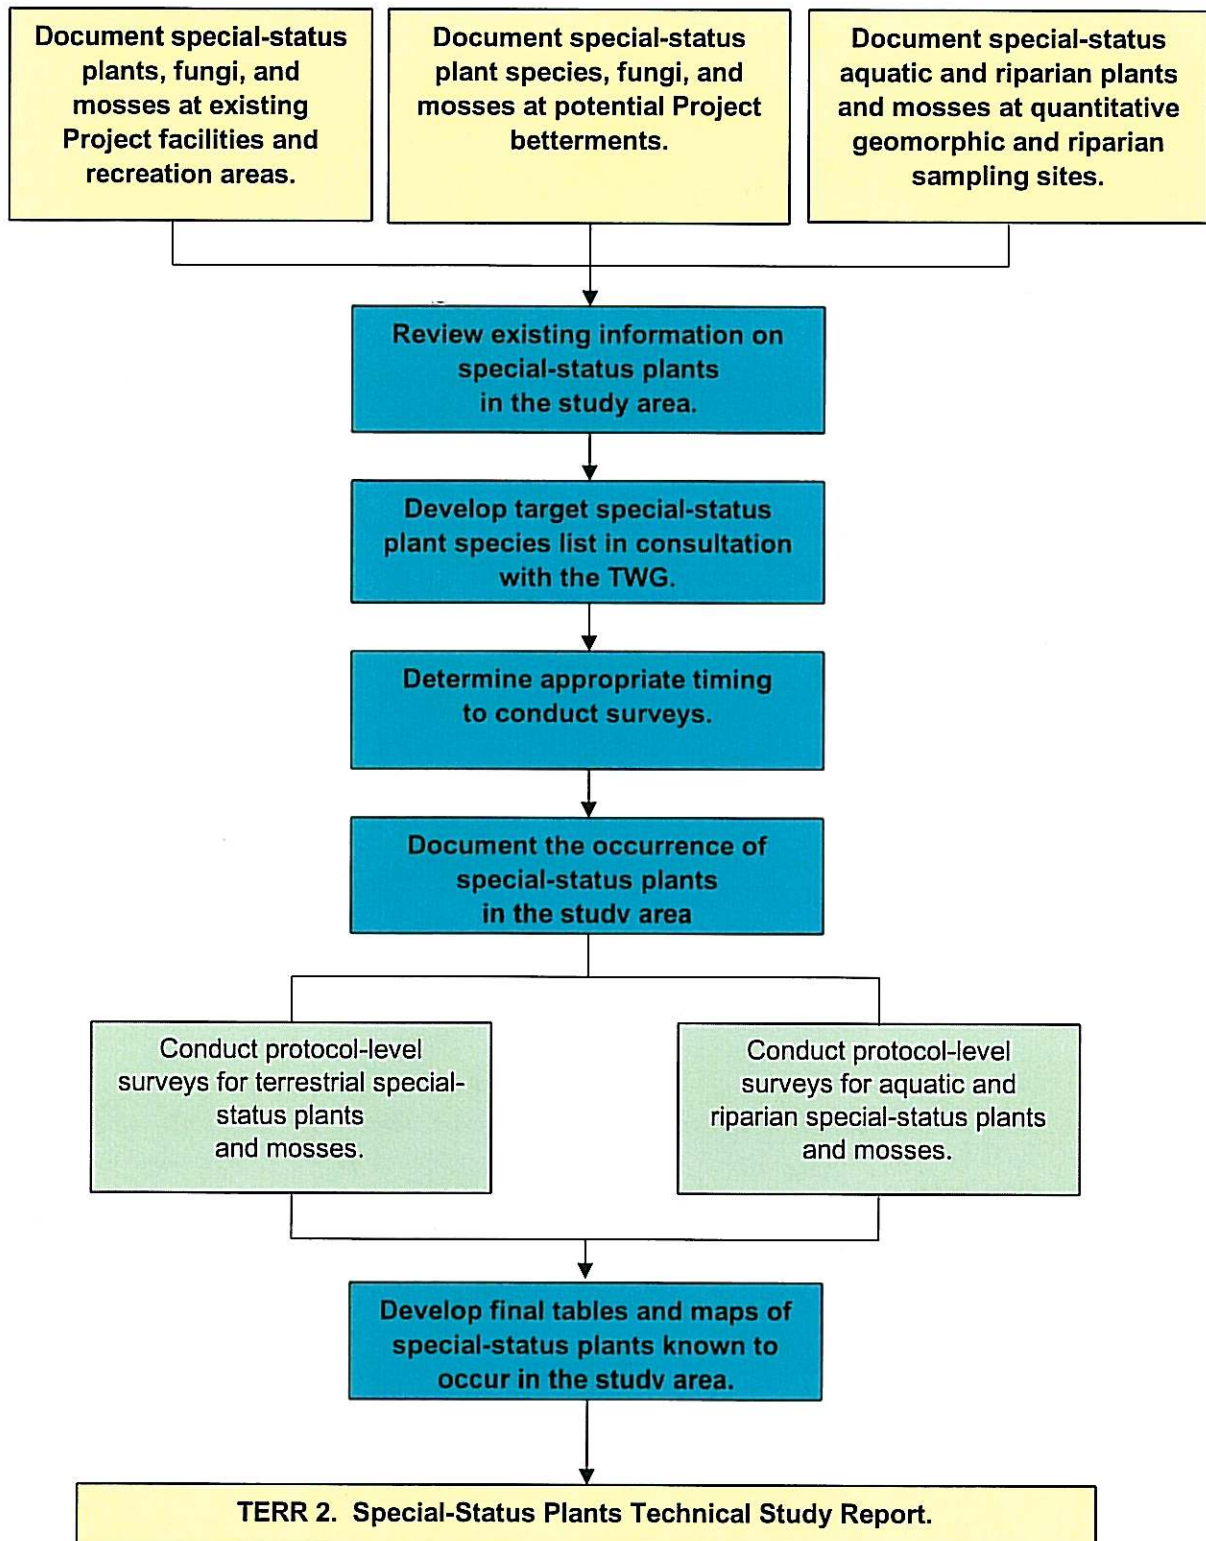 Document special-status
plants, fungi, and
mosses at existing
Project facilities and
recreation areas.
Document special-status
plant species, fungi, and
mosses at potential Project
betterments.
Document special-status
aquatic and riparian plants
and mosses at quantitative
geomorphic and riparian
sampling sites.
Review existing information on
special-status plants
in the study area.
Develop target special-status
plant species list in consultation
with the TWG.
Determine appropriate timing
to conduct surveys.
Document the occurrence of
special-status plants
in the study area
Conduct protocol-level
surveys for terrestrial special-
status plants
and mosses.
Conduct protocol-level
surveys for aquatic and
riparian special-status plants
and mosses.
Develop final tables and maps of
special-status plants known to
occur in the study area.
TERR 2. Special-Status Plants Technical Study Report.